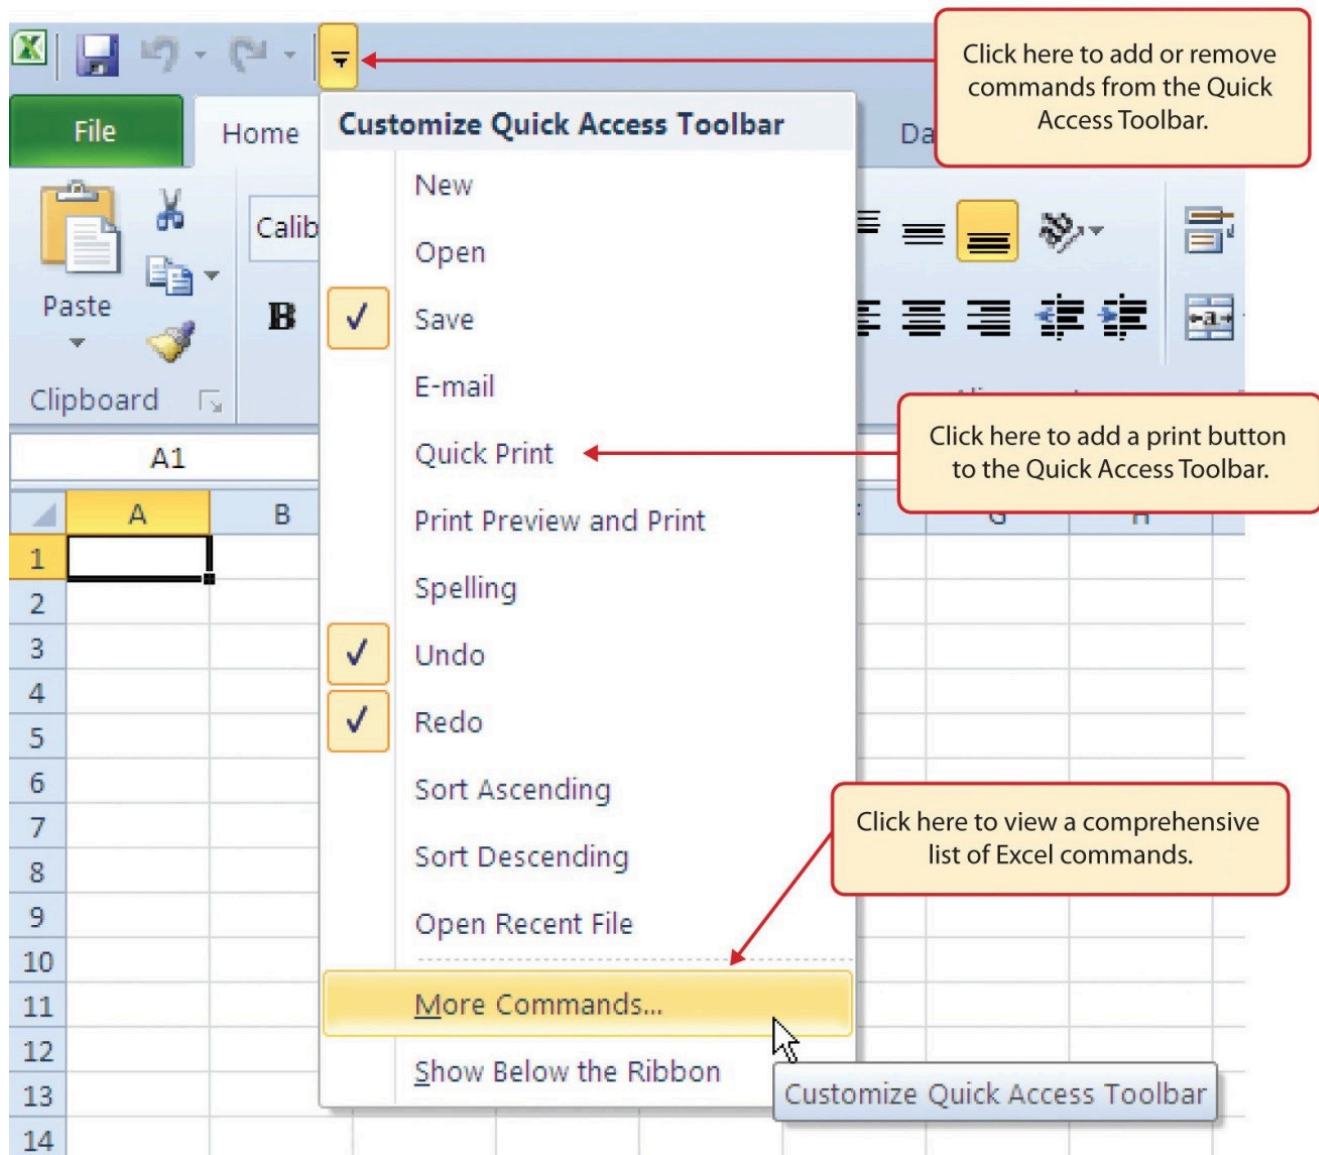 Click here to add or remove
commands from the Quick
Access Toolbar.
File
Home
Customize Quick Access Toolbar
Da
New
Open
Save
E-mail
Quick Print
Print Preview and Print
Spelling
Undo
Redo
Sort Ascending
Sort Descending
Open Recent File
More Commands...
Show Below the Ribbon
Paste
Calib
B
a
Clipboard
Click here to add a print button
to the Quick Access Toolbar.
A1
A B G H
1
2
3
4
5
6
7
8
9
10
11
12
13
14
Click here to view a comprehensive
list of Excel commands.
Customize Quick Access Toolbar